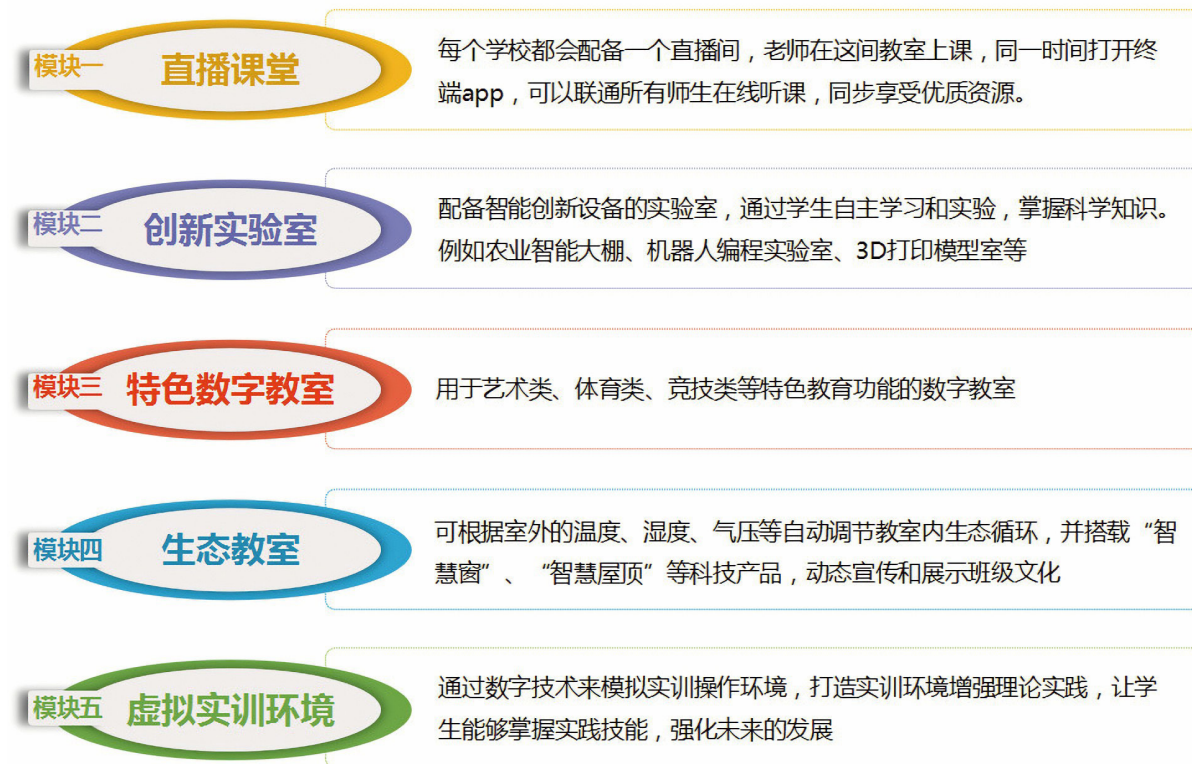 模块一
直播课堂
每个学校都会配备一个直播间，老师在这间教室上课，同一时间打开终
端app，可以联通所有师生在线听课，同步享受优质资源。
模块二
创新实验室
配备智能创新设备的实验室，通过学生自主学习和实验，掌握科学知识。
例如农业智能大棚、机器人编程实验室、3D打印模型室等
模块三
特色数字教室
用于艺术类、体育类、竞技类等特色教育功能的数字教室
模块四
生态教室
可根据室外的温度、湿度、气压等自动调节教室内生态循环，并搭载“智
慧窗”、“智慧屋顶”等科技产品，动态宣传和展示班级文化
模块五
虚拟实训环境
通过数字技术来模拟实训操作环境，打造实训环境增强理论实践，让学
生能够掌握实践技能，强化未来的发展